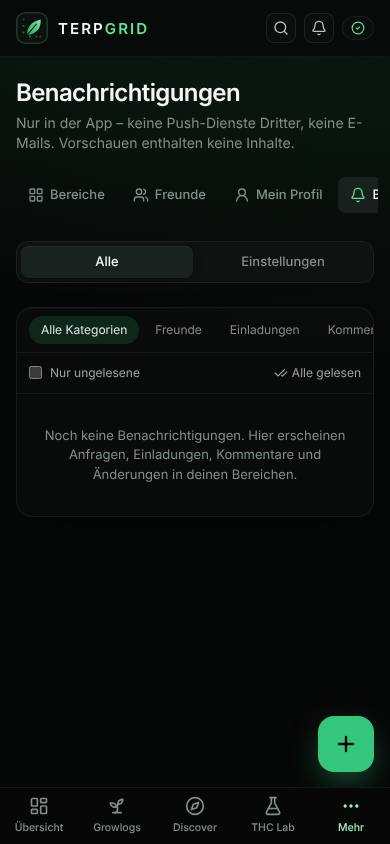 TERPGRID
Benachrichtigungen
Nur in der App – keine Push-Dienste Dritter, keine E-
Mails. Vorschauen enthalten keine Inhalte.
Bereiche Freunde Mein Profil
Alle Einstellungen
Alle Kategorien Freunde Einladungen
Nur ungelesene Alle gelesen
Noch keine Benachrichtigungen. Hier erscheinen
Anfragen, Einladungen, Kommentare und
Änderungen in deinen Bereichen.
Übersicht Growlogs Discover THC Lab Mehr